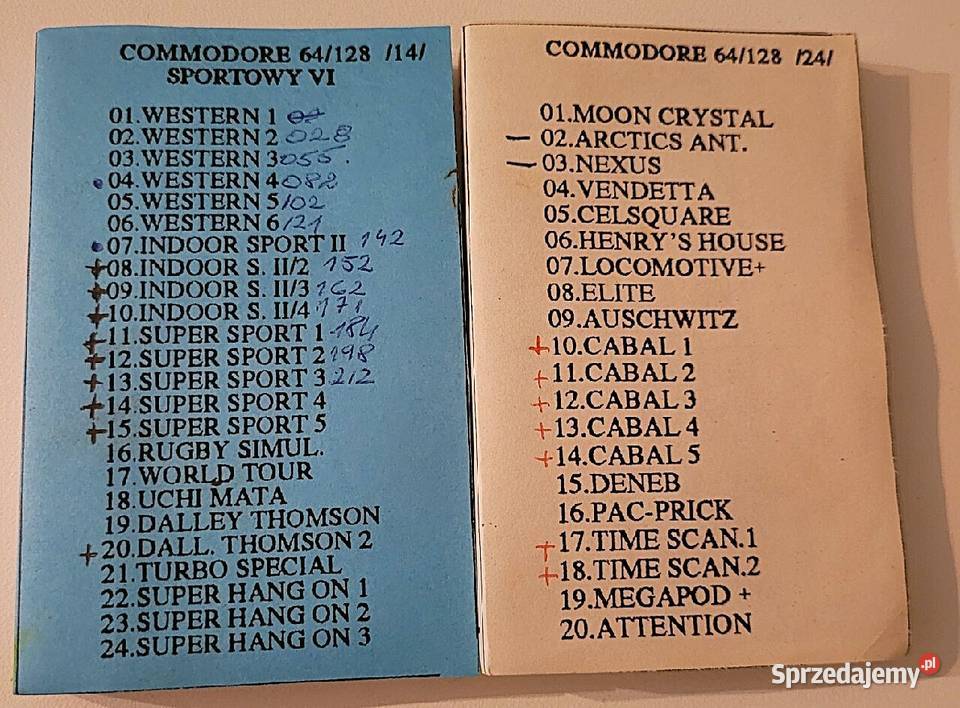 COMMODORE 64/128 /14/
SPORTOWY VI
01.WESTERN 1
02.WESTERN 2 028
03.WESTERN 3 055.
04.WESTERN 4 082
05.WESTERN 5 102
06.WESTERN 6 121
07.INDOOR SPORT II 142
+08.INDOOR S. II/2 152
+09.INDOOR S. II/3 162
+10.INDOOR S. II/4 171
+11.SUPER SPORT 1 184
+12.SUPER SPORT 2 198
+13.SUPER SPORT 3 212
+14.SUPER SPORT 4
+15.SUPER SPORT 5
16.RUGBY SIMUL.
17.WORLD TOUR
18.UCHI MATA
19.DALLEY THOMSON
+20.DALL. THOMSON 2
21.TURBO SPECIAL
22.SUPER HANG ON 1
23.SUPER HANG ON 2
24.SUPER HANG ON 3
COMMODORE 64/128 /24/
01.MOON CRYSTAL
- 02.ARCTICS ANT.
- 03.NEXUS
04.VENDETTA
05.CELSQUARE
06.HENRY'S HOUSE
07.LOCOMOTIVE+
08.ELITE
09.AUSCHWITZ
+10.CABAL 1
+11.CABAL 2
+12.CABAL 3
+13.CABAL 4
+14.CABAL 5
15.DENEB
16.PAC-PRICK
+17.TIME SCAN.1
+18.TIME SCAN.2
19.MEGAPOD +
20.ATTENTION
Sprzedajemy.pl